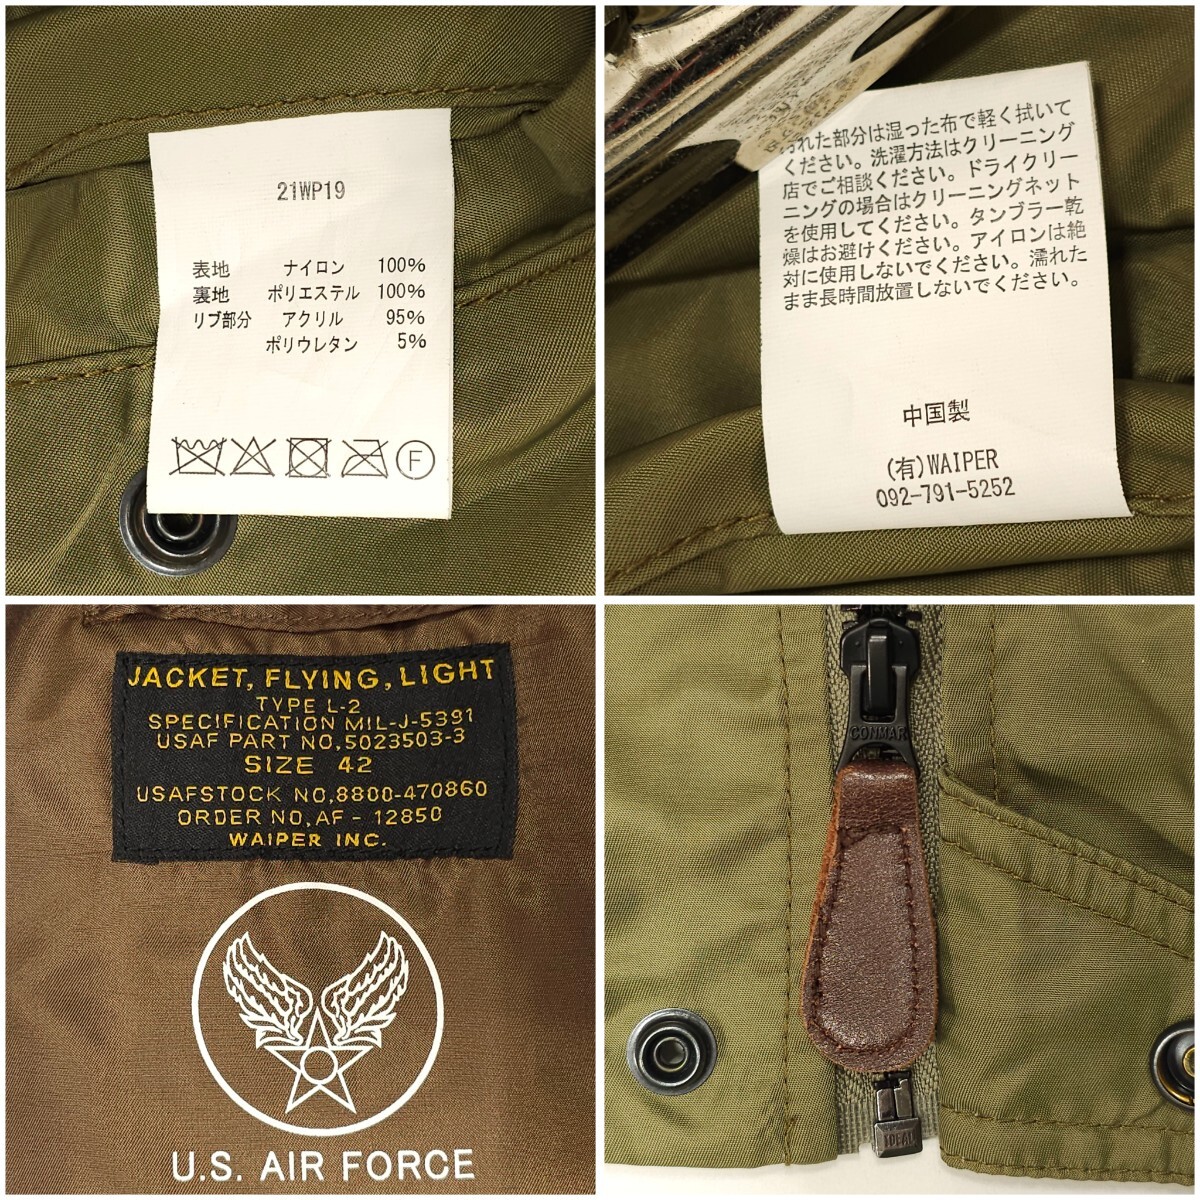 21WP19
表地 ナイロン 100%
裏地 ポリエステル 100%
リブ部分 アクリル 95%
ポリウレタン 5%
F
れた部分は湿った布で軽く拭いて
ください。洗濯方法はクリーニング
店でご相談ください。ドライクリー
ニングの場合はクリーニングネット
を使用してください。タンブラー乾
燥はお避けください。アイロンは絶
対に使用しないでください。濡れた
まま長時間放置しないでください。
中国製
(有)WAIPER
092-791-5252
JACKET, FLYING, LIGHT
TYPE L-2
SPECIFICATION MIL-J-5391
USAF PART NO,5023503-3
SIZE 42
USAFSTOCK NO,8800-470860
ORDER NO,AF - 12850
WAIPER INC.
U.S. AIR FORCE
CONMAR
IDEAL